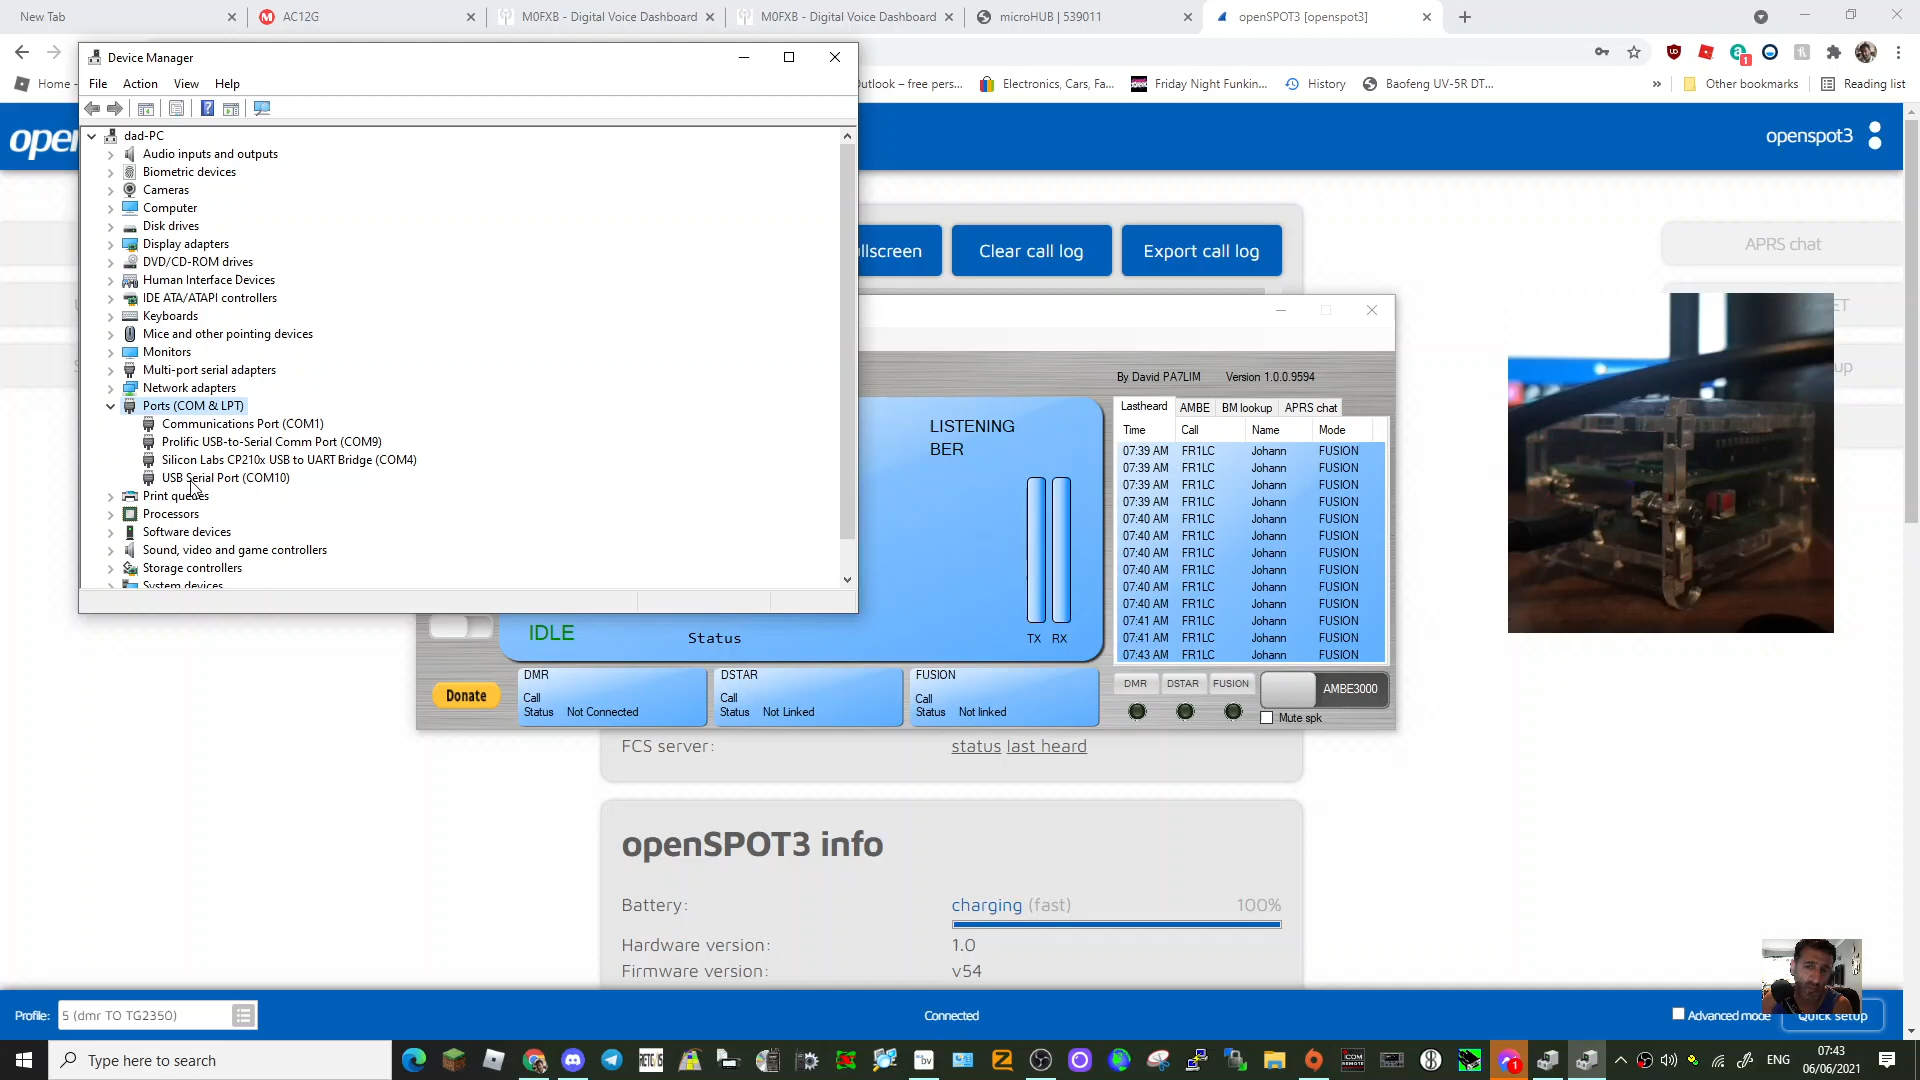 New Tab
AC12G
M0FXB - Digital Voice Dashboard
M0FXB - Digital Voice Dashboard
microHUB | 539011
openSPOT3 [openspot3]
Device Manager
File Action View Help
Home -
utlook – free pers...
Electronics, Cars, Fa...
Friday Night Funkin...
History
Baofeng UV-5R DT...
»
Other bookmarks
Reading list
ope
openspot3
dad-PC
Audio inputs and outputs
Biometric devices
Cameras
Computer
Disk drives
Display adapters
DVD/CD-ROM drives
Human Interface Devices
IDE ATA/ATAPI controllers
Keyboards
Mice and other pointing devices
Monitors
Multi-port serial adapters
Network adapters
Ports (COM & LPT)
Communications Port (COM1)
Prolific USB-to-Serial Comm Port (COM9)
Silicon Labs CP210x USB to UART Bridge (COM4)
USB Serial Port (COM10)
Print queues
Processors
Software devices
Sound, video and game controllers
Storage controllers
System devices
llscreen
Clear call log
Export call log
APRS chat
ET
up
By David PA7LIM Version 1.0.0.9594
LISTENING
BER
Lastheard AMBE BM lookup APRS chat
Time Call Name Mode
07:39 AM FR1LC Johann FUSION
07:39 AM FR1LC Johann FUSION
07:39 AM FR1LC Johann FUSION
07:39 AM FR1LC Johann FUSION
07:40 AM FR1LC Johann FUSION
07:40 AM FR1LC Johann FUSION
07:40 AM FR1LC Johann FUSION
07:40 AM FR1LC Johann FUSION
07:40 AM FR1LC Johann FUSION
07:40 AM FR1LC Johann FUSION
07:41 AM FR1LC Johann FUSION
07:41 AM FR1LC Johann FUSION
07:43 AM FR1LC Johann FUSION
IDLE
Status
TX RX
Donate
DMR
Call
Status Not Connected
DSTAR
Call
Status Not Linked
FUSION
Call
Status Not linked
DMR DSTAR FUSION
AMBE3000
Mute spk
FCS server: status last heard
openSPOT3 info
Battery: charging (fast) 100%
Hardware version: 1.0
Firmware version: v54
Profile: 5 (dmr TO TG2350)
Connected
Advanced mode
Quick setup
Type here to search
ENG
07:43
06/06/2021